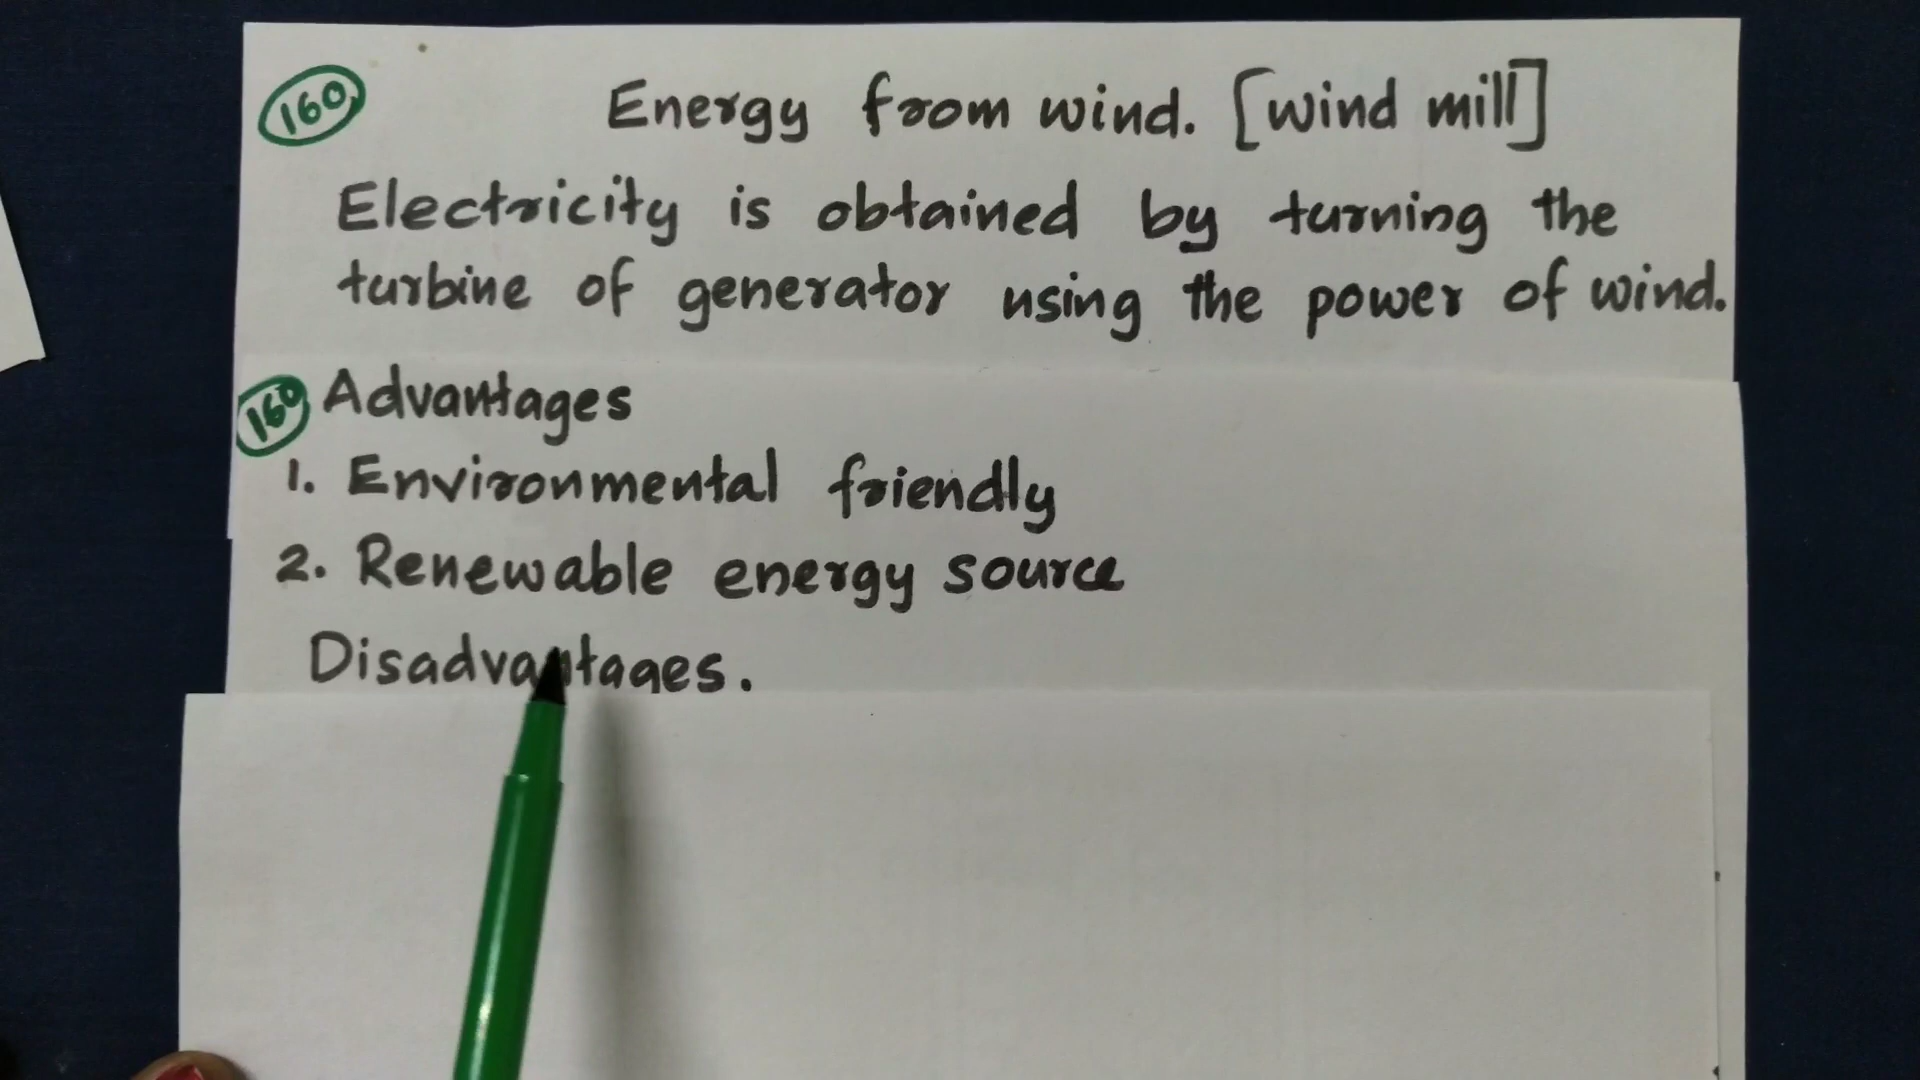 160
Energy from wind. [wind mill]
Electricity is obtained by turning the
turbine of generator using the power of wind.
160 Advantages
1. Environmental friendly
2. Renewable energy source
Disadvantages.